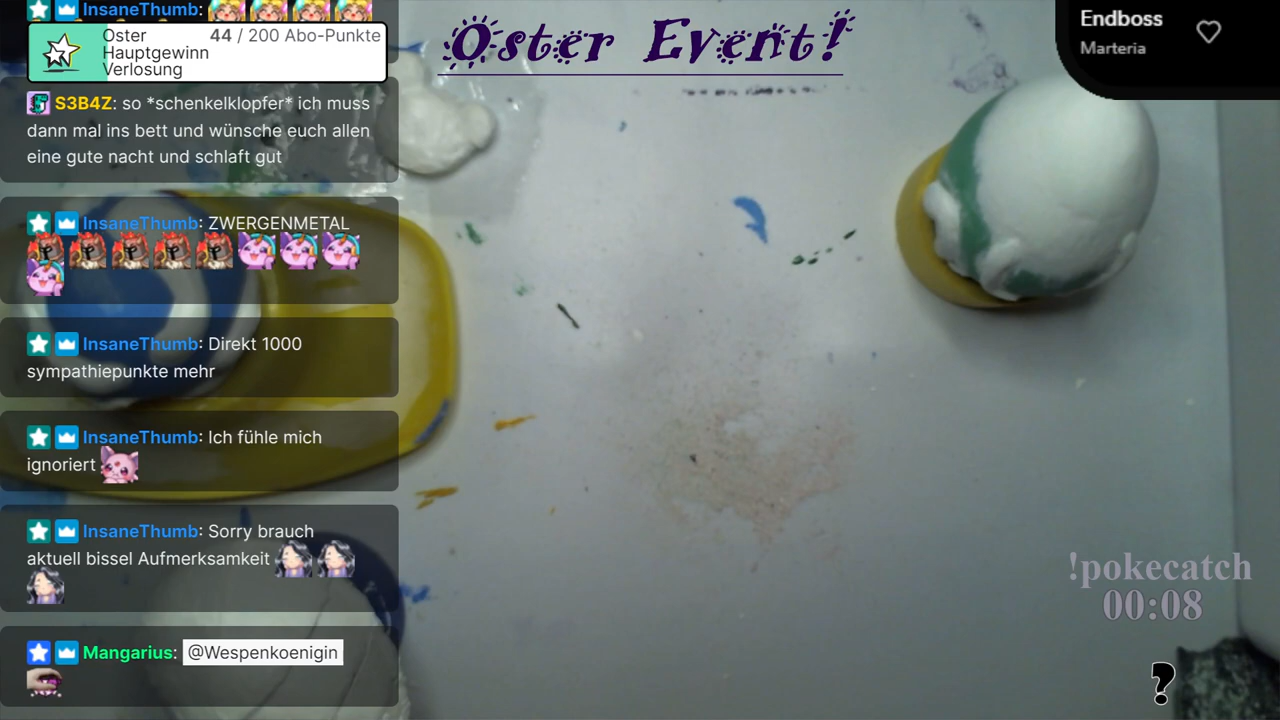 InsaneThumb:
Oster
Hauptgewinn
Verlosung
44 / 200 Abo-Punkte
S3B4Z: so *schenkelklopfer* ich muss
dann mal ins bett und wünsche euch allen
eine gute nacht und schlaft gut
InsaneThumb: ZWERGENMETAL
InsaneThumb: Direkt 1000
sympathiepunkte mehr
InsaneThumb: Ich fühle mich
ignoriert
InsaneThumb: Sorry brauch
aktuell bissel Aufmerksamkeit
Mangarius: @Wespenkoenigin
Oster Event!
Endboss
Marteria
!pokecatch
00:08
?